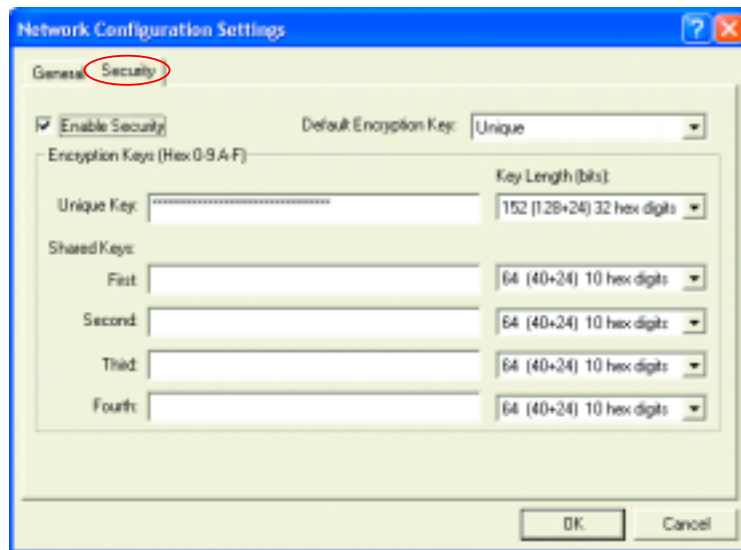 Network Configuration Settings
General Security
Enable Security Default Encryption Key: Unique
Encryption Keys (Hex 0-9 A-F)
Key Length (bits):
Unique Key: 152 (128+24) 32 hex digits
Shared Keys:
First: 64 (40+24) 10 hex digits
Second: 64 (40+24) 10 hex digits
Third: 64 (40+24) 10 hex digits
Fourth: 64 (40+24) 10 hex digits
OK Cancel